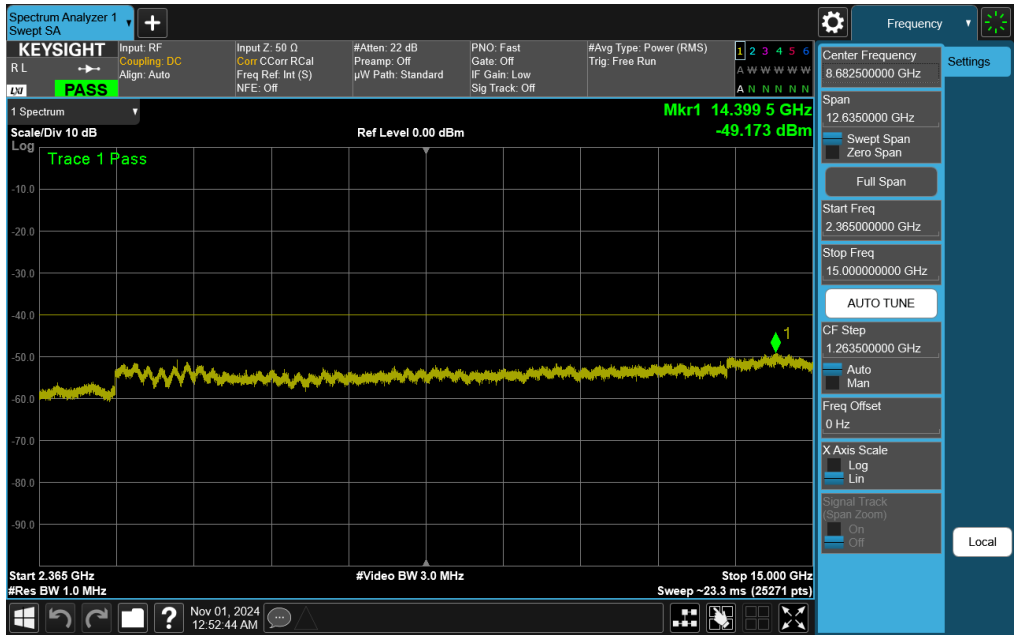 Spectrum Analyzer 1
Swept SA
Frequency
KEYSIGHT
R L
LXI
PASS
Input: RF
Coupling: DC
Align: Auto
Input Z: 50 Ω
Corr CCorr RCal
Freq Ref: Int (S)
NFE: Off
#Atten: 22 dB
Preamp: Off
µW Path: Standard
PNO: Fast
Gate: Off
IF Gain: Low
Sig Track: Off
#Avg Type: Power (RMS)
Trig: Free Run
1 2 3 4 5 6
A W W W W W
A N N N N N
1 Spectrum
Scale/Div 10 dB
Ref Level 0.00 dBm
Mkr1 14.399 5 GHz
-49.173 dBm
Log
Trace 1 Pass
-10.0
-20.0
-30.0
-40.0
-50.0
-60.0
-70.0
-80.0
-90.0
1
Start 2.365 GHz
#Res BW 1.0 MHz
#Video BW 3.0 MHz
Stop 15.000 GHz
Sweep ~23.3 ms (25271 pts)
Nov 01, 2024
12:52:44 AM
Center Frequency
8.682500000 GHz
Span
12.6350000 GHz
Swept Span
Zero Span
Full Span
Start Freq
2.365000000 GHz
Stop Freq
15.000000000 GHz
AUTO TUNE
CF Step
1.263500000 GHz
Auto
Man
Freq Offset
0 Hz
X Axis Scale
Log
Lin
Signal Track
(Span Zoom)
On
Off
Settings
Local